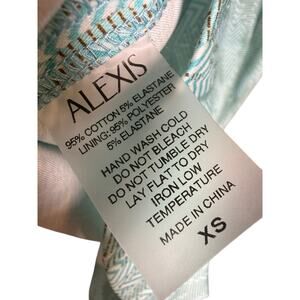 ALEXIS
95% COTTON 5% ELASTANE
LINING: 95% POLYESTER
5% ELASTANE
HAND WASH COLD
DO NOT BLEACH
DO NOT TUMBLE DRY
LAY FLAT TO DRY
IRON LOW
TEMPERATURE
MADE IN CHINA
XS